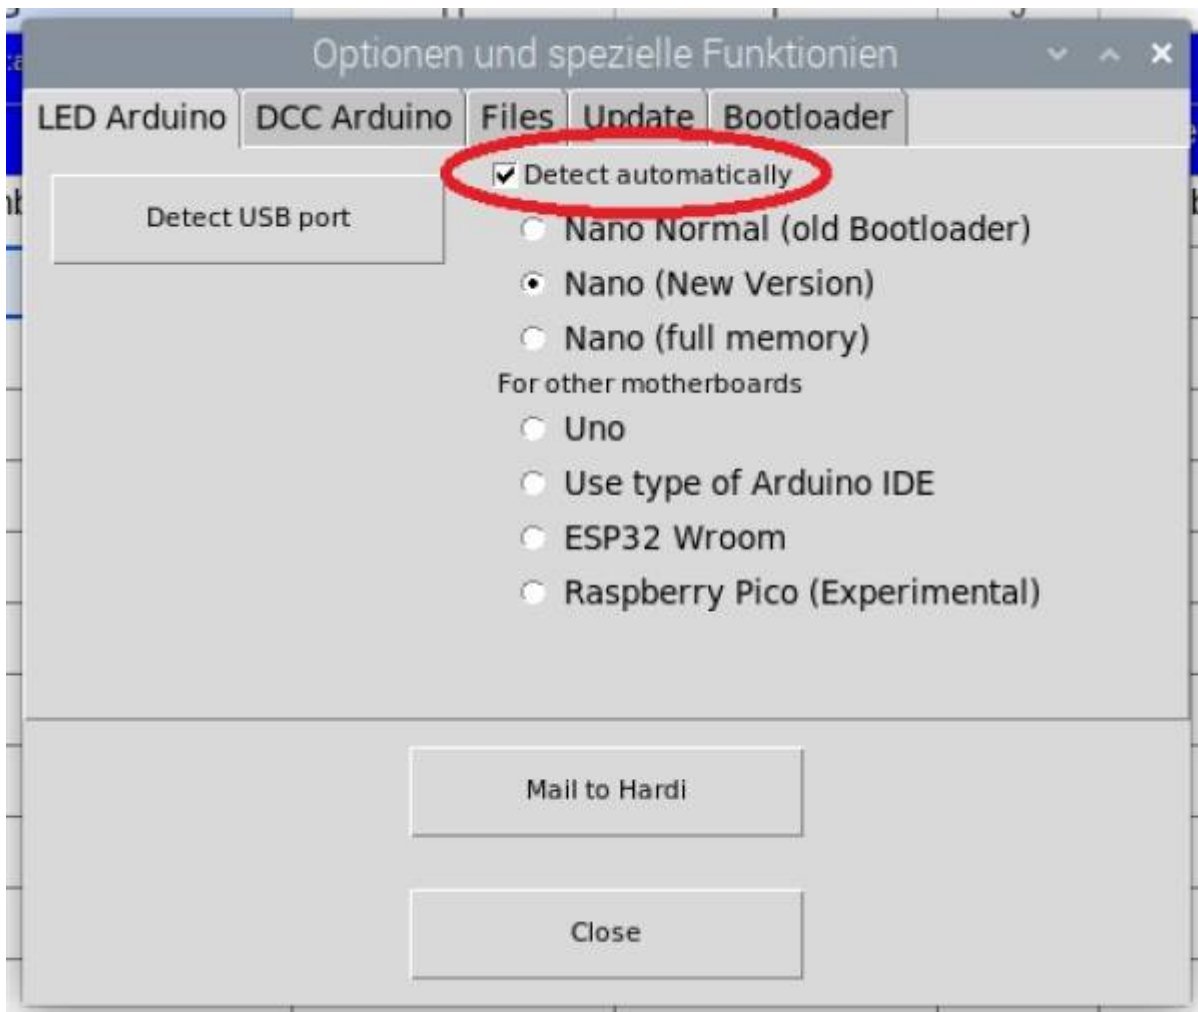 Optionen und spezielle Funktionien
LED Arduino DCC Arduino Files Update Bootloader
Detect automatically
Detect USB port
Nano Normal (old Bootloader)
Nano (New Version)
Nano (full memory)
For other motherboards
Uno
Use type of Arduino IDE
ESP32 Wroom
Raspberry Pico (Experimental)
Mail to Hardi
Close